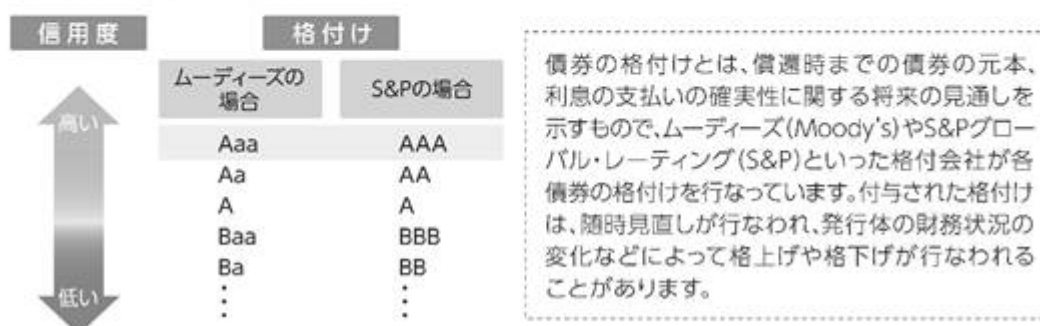 信用度 格付け
ムーディーズの
場合
S&Pの場合
高い
Aaa AAA
Aa AA
A A
Baa BBB
Ba BB
低い
債券の格付けとは、償還時までの債券の元本、
利息の支払いの確実性に関する将来の見通しを
示すもので、ムーディーズ(Moody's)やS&Pグロー
バル・レーティング(S&P)といった格付会社が各
債券の格付けを行なっています。付与された格付け
は、随時見直しが行なわれ、発行体の財務状況の
変化などによって格上げや格下げが行なわれる
ことがあります。